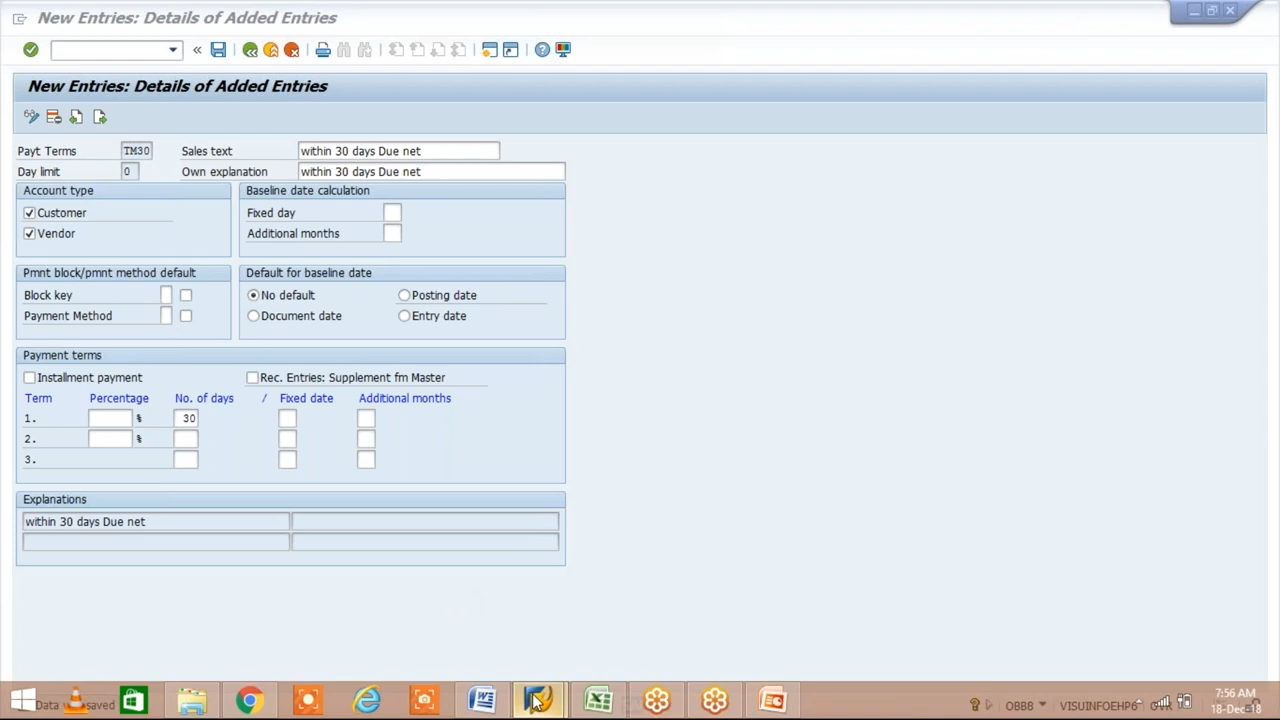 New Entries: Details of Added Entries
New Entries: Details of Added Entries
Payt Terms TM30 Sales text within 30 days Due net
Day limit 0 Own explanation within 30 days Due net
Account type Baseline date calculation
Customer Fixed day
Vendor Additional months
Pmnt block/pmnt method default Default for baseline date
Block key No default Posting date
Payment Method Document date Entry date
Payment terms
Installment payment Rec. Entries: Supplement fm Master
Term Percentage No. of days / Fixed date Additional months
1. % 30
2. %
3.
Explanations
within 30 days Due net
Data saved OBB8 VISUINFOEHP6 7:56 AM
18-Dec-18